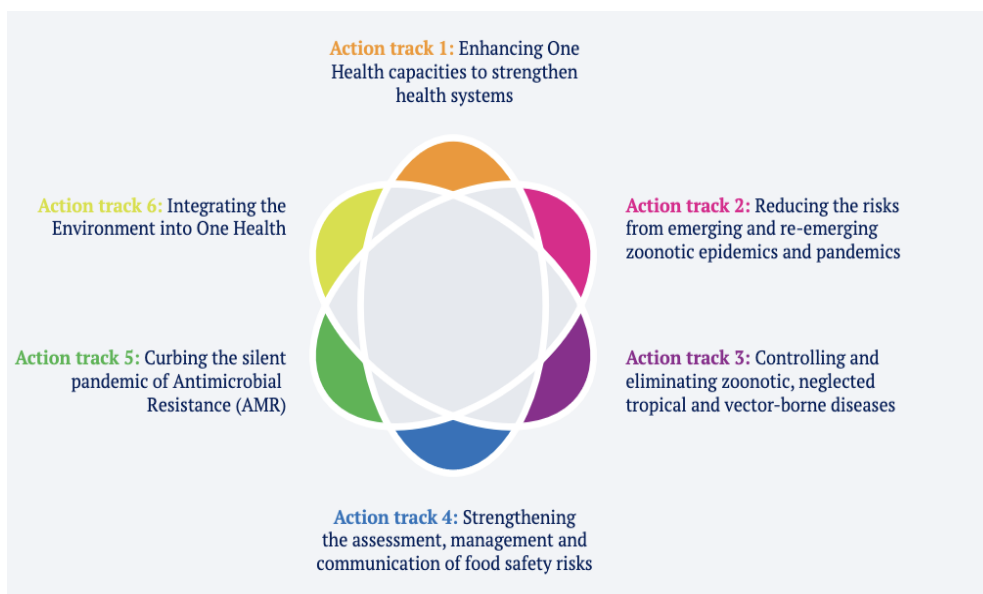 Action track 1: Enhancing One
Health capacities to strengthen
health systems
Action track 2: Reducing the risks
from emerging and re-emerging
zoonotic epidemics and pandemics
Action track 3: Controlling and
eliminating zoonotic, neglected
tropical and vector-borne diseases
Action track 4: Strengthening
the assessment, management and
communication of food safety risks
Action track 5: Curbing the silent
pandemic of Antimicrobial
Resistance (AMR)
Action track 6: Integrating the
Environment into One Health